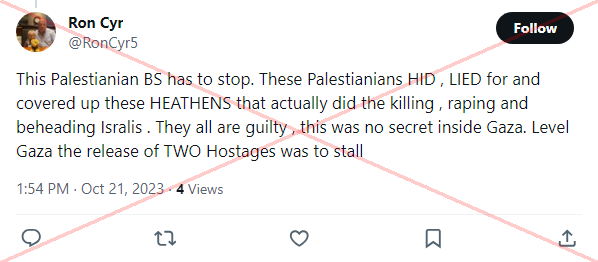 Ron Cyr
@RonCyr5
Follow
This Palestianian BS has to stop. These Palestianians HID , LIED for and
covered up these HEATHENS that actually did the killing , raping and
beheading Isralis . They all are guilty , this was no secret inside Gaza. Level
Gaza the release of TWO Hostages was to stall
1:54 PM · Oct 21, 2023 · 4 Views